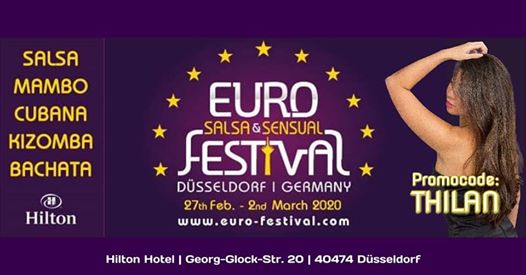 SALSA
MAMBO
CUBANA
KIZOMBA
BACHATA
Hilton
EURO
SALSA & SENSUAL
FESTIVAL
DÜSSELDORF | GERMANY
27th Feb. - 2nd March 2020
www.euro-festival.com
Promocode:
THILAN
Hilton Hotel | Georg-Glock-Str. 20 | 40474 Düsseldorf